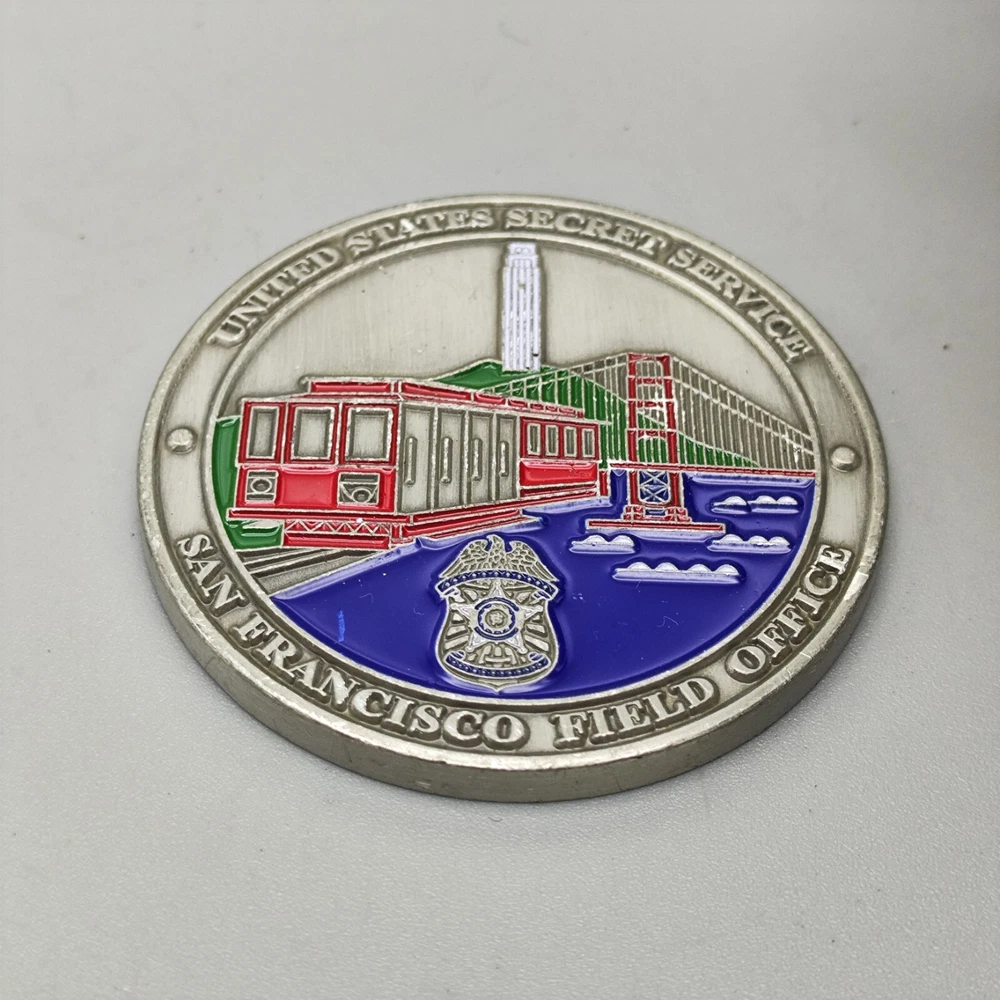 UNITED STATES SECRET SERVICE
SAN FRANCISCO FIELD OFFICE